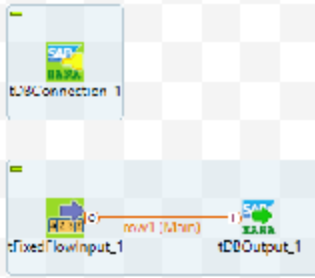 SAP
HANA
tDBConnection_1
row1 (Main)
SAP
HANA
tFixedFlowInput_1
tDBOutput_1